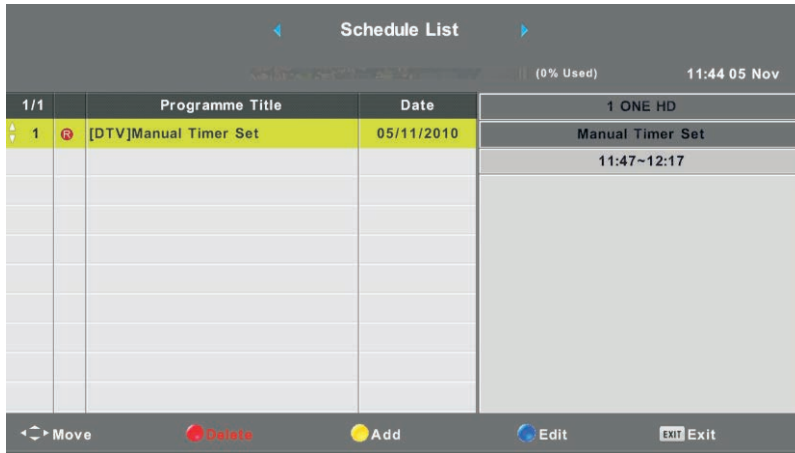 Schedule List
(0% Used) 11:44 05 Nov
1/1 Programme Title Date 1 ONE HD
1 R [DTV]Manual Timer Set 05/11/2010 Manual Timer Set
11:47~12:17
Move Delete Add Edit EXIT Exit